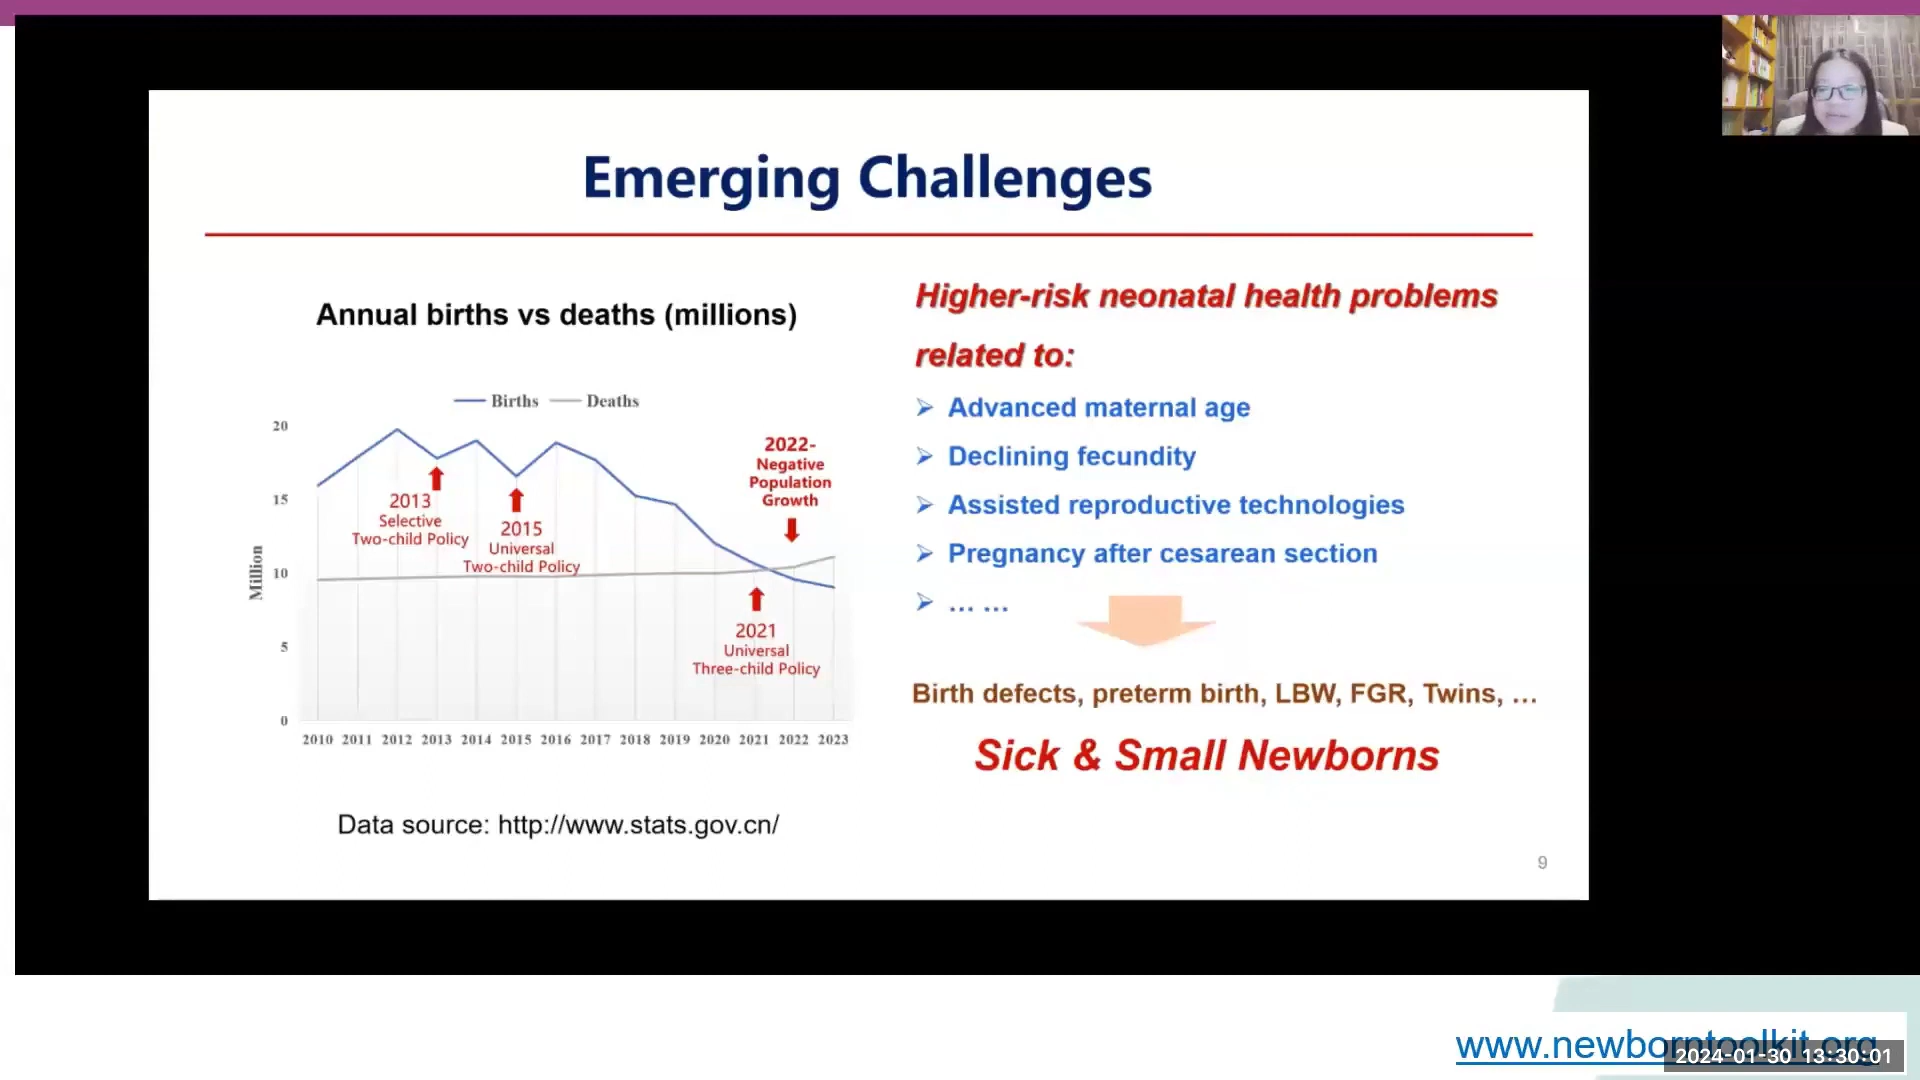 Emerging Challenges
Annual births vs deaths (millions)
Births
Deaths
20
15
10
5
0
Million
2013
Selective
Two-child Policy
2015
Universal
Two-child Policy
2022-
Negative
Population
Growth
2021
Universal
Three-child Policy
2010 2011 2012 2013 2014 2015 2016 2017 2018 2019 2020 2021 2022 2023
Data source: http://www.stats.gov.cn/
Higher-risk neonatal health problems
related to:
➢ Advanced maternal age
➢ Declining fecundity
➢ Assisted reproductive technologies
➢ Pregnancy after cesarean section
➢ … …
Birth defects, preterm birth, LBW, FGR, Twins, …
Sick & Small Newborns
9
www.newborntoolkit.org
2024-01-30 13:30:01